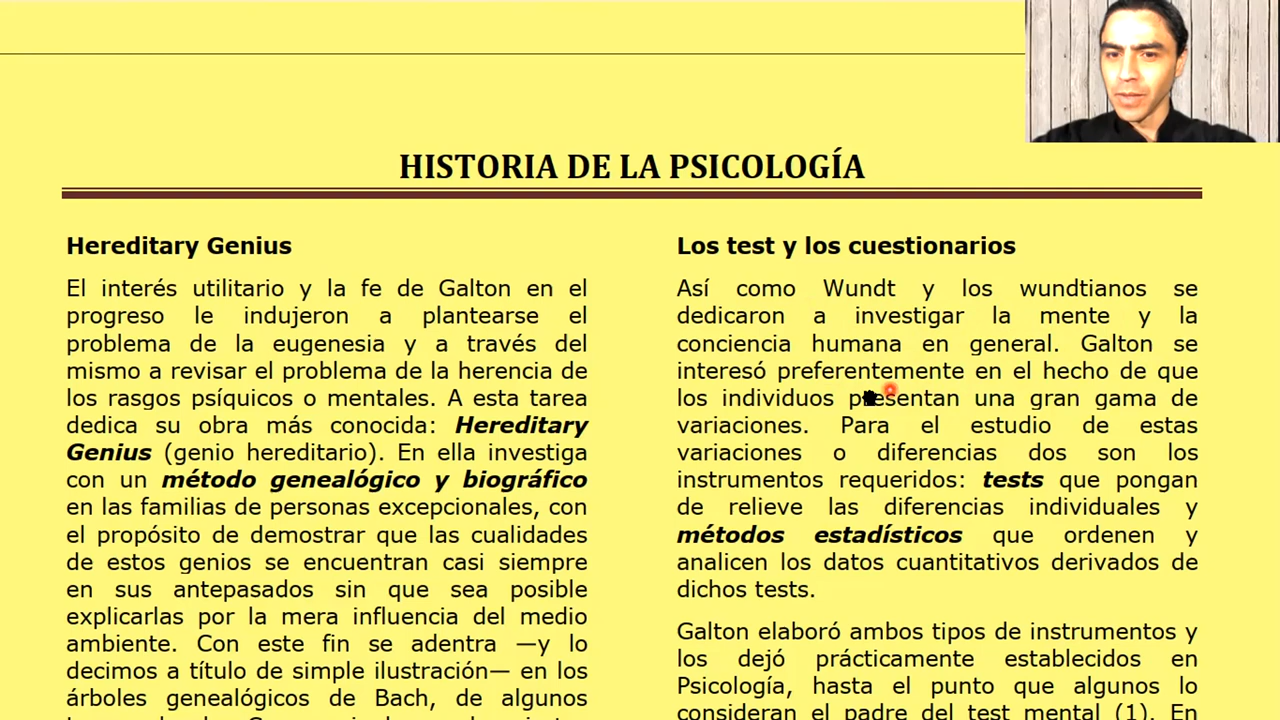 HISTORIA DE LA PSICOLOGÍA
Hereditary Genius
El interés utilitario y la fe de Galton en el
progreso le indujeron a plantearse el
problema de la eugenesia y a través del
mismo a revisar el problema de la herencia de
los rasgos psíquicos o mentales. A esta tarea
dedica su obra más conocida: Hereditary
Genius (genio hereditario). En ella investiga
con un método genealógico y biográfico
en las familias de personas excepcionales, con
el propósito de demostrar que las cualidades
de estos genios se encuentran casi siempre
en sus antepasados sin que sea posible
explicarlas por la mera influencia del medio
ambiente. Con este fin se adentra —y lo
decimos a título de simple ilustración— en los
árboles genealógicos de Bach, de algunos
Los test y los cuestionarios
Así como Wundt y los wundtianos se
dedicaron a investigar la mente y la
conciencia humana en general. Galton se
interesó preferentemente en el hecho de que
los individuos presentan una gran gama de
variaciones. Para el estudio de estas
variaciones o diferencias dos son los
instrumentos requeridos: tests que pongan
de relieve las diferencias individuales y
métodos estadísticos que ordenen y
analicen los datos cuantitativos derivados de
dichos tests.
Galton elaboró ambos tipos de instrumentos y
los dejó prácticamente establecidos en
Psicología, hasta el punto que algunos lo
consideran el padre del test mental (1). En